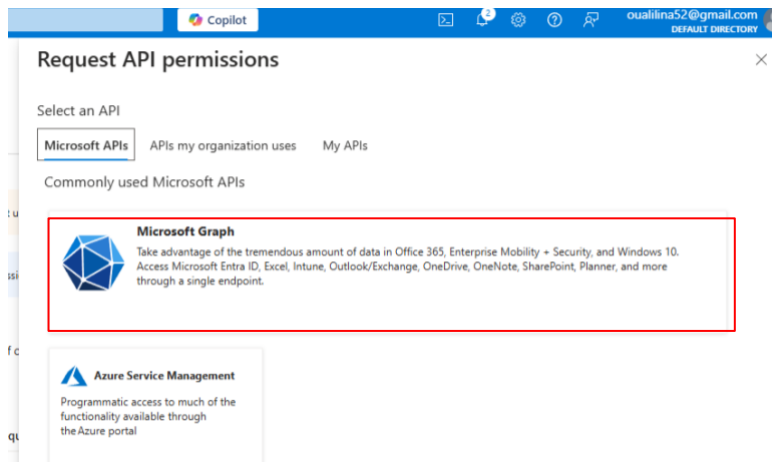 Copilot
2
oualilina52@gmail.com
DEFAULT DIRECTORY
Request API permissions
Select an API
Microsoft APIs APIs my organization uses My APIs
Commonly used Microsoft APIs
Microsoft Graph
Take advantage of the tremendous amount of data in Office 365, Enterprise Mobility + Security, and Windows 10.
Access Microsoft Entra ID, Excel, Intune, Outlook/Exchange, OneDrive, OneNote, SharePoint, Planner, and more
through a single endpoint.
Azure Service Management
Programmatic access to much of the
functionality available through
the Azure portal